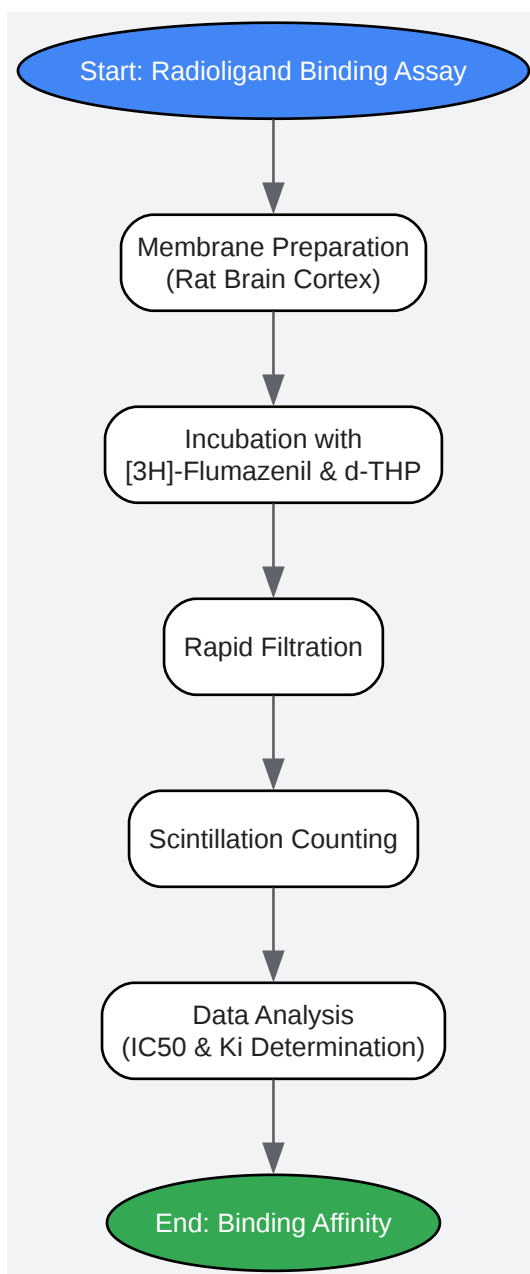 Start: Radioligand Binding Assay
Membrane Preparation
(Rat Brain Cortex)
Incubation with
[3H]-Flumazenil & d-THP
Rapid Filtration
Scintillation Counting
Data Analysis
(IC50 & Ki Determination)
End: Binding Affinity